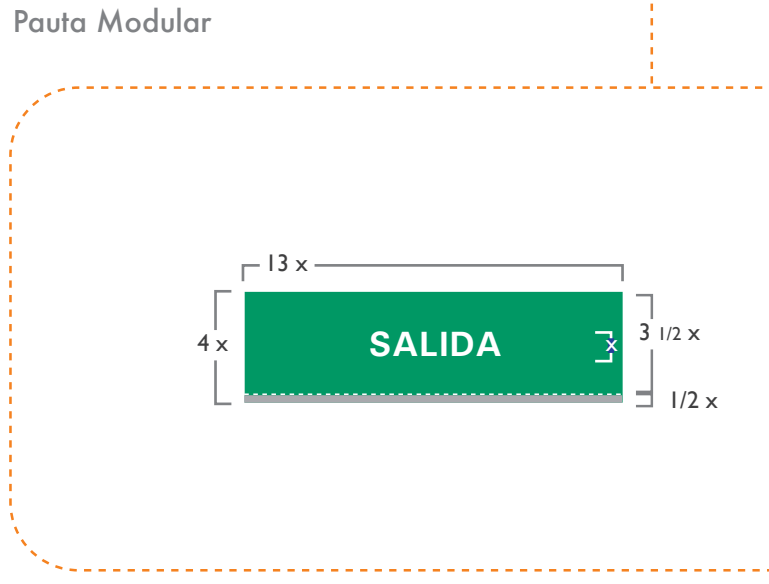 Pauta Modular
13 x
4 x
SALIDA
x
3 1/2 x
1/2 x